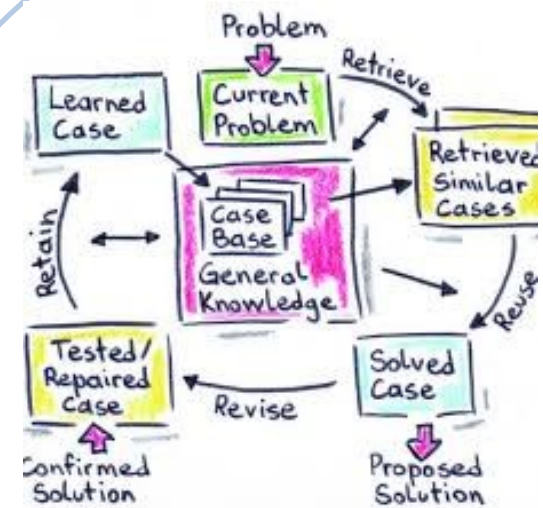 Problem
Current
Problem
Retrieve
Learned
Case
Retrieved
Similar
Cases
Case
Base
General
Knowledge
Retain
Reuse
Tested/
Repaired
Case
Revise
Solved
Case
Confirmed
Solution
Proposed
Solution